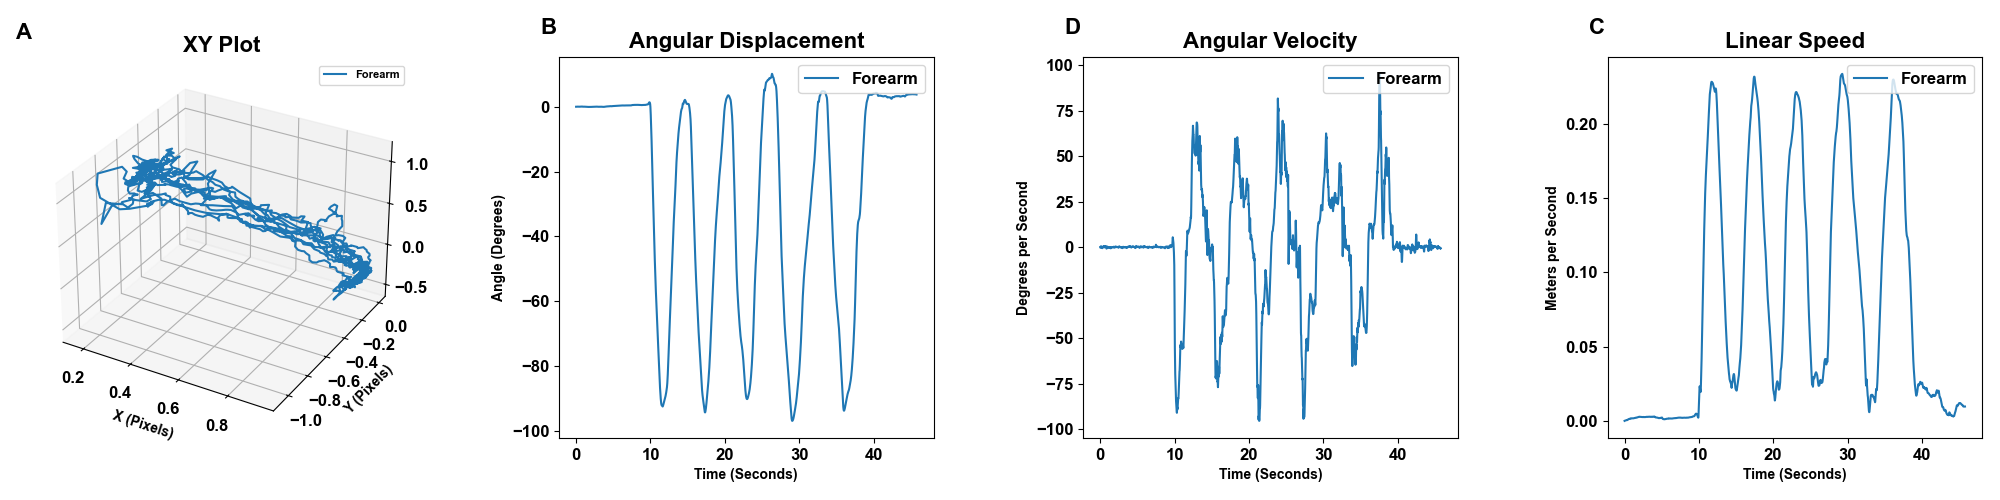 A
XY Plot
Forearm
1.0
0.5
0.0
−0.5
0.0
−0.2
−0.4
−0.6
−0.8
−1.0
Y (Pixels)
0.2
0.4
0.6
0.8
X (Pixels)
B
Angular Displacement
Forearm
0
−20
−40
−60
−80
−100
Angle (Degrees)
0 10 20 30 40
Time (Seconds)
D
Angular Velocity
Forearm
100
75
50
25
0
−25
−50
−75
−100
Degrees per Second
0 10 20 30 40
Time (Seconds)
C
Linear Speed
Forearm
0.20
0.15
0.10
0.05
0.00
Meters per Second
0 10 20 30 40
Time (Seconds)